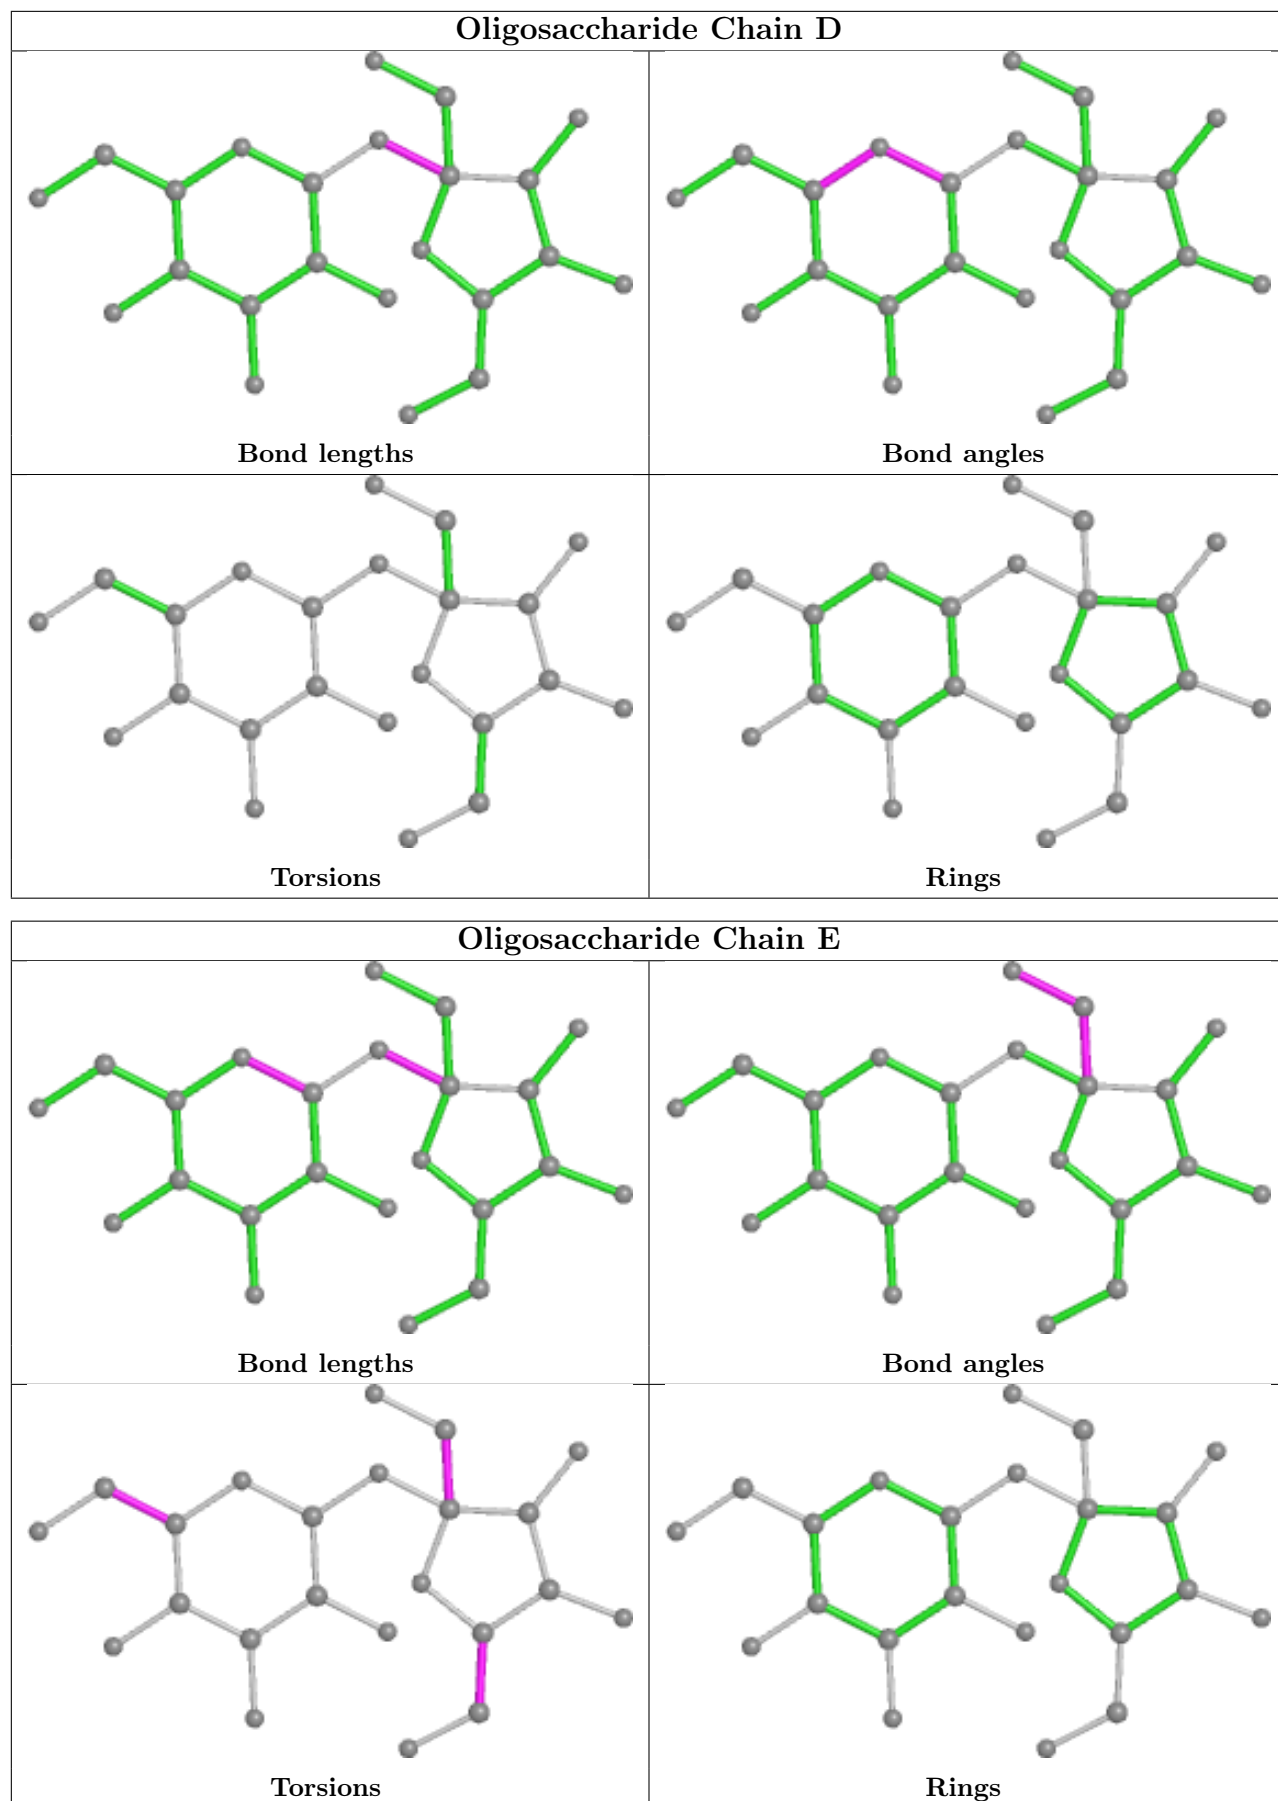 Oligosaccharide Chain D
Bond lengths
Bond angles
Torsions
Rings
Oligosaccharide Chain E
Bond lengths
Bond angles
Torsions
Rings